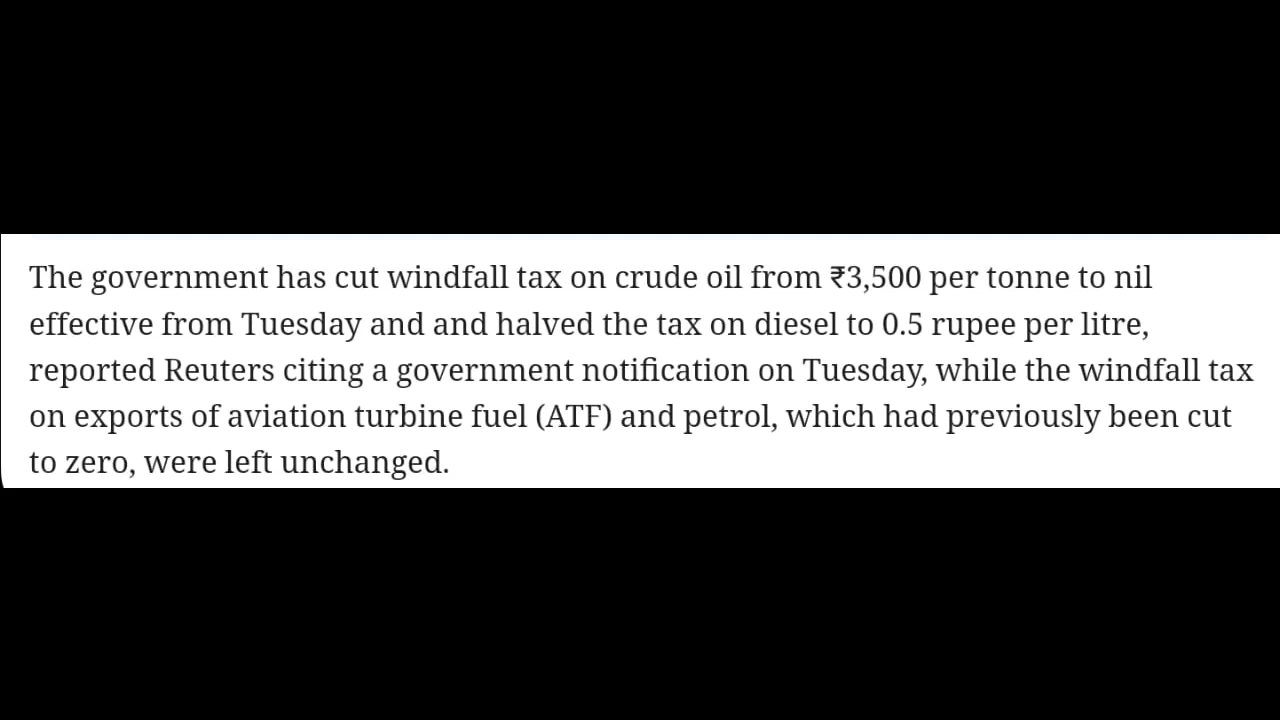 The government has cut windfall tax on crude oil from ₹3,500 per tonne to nil
effective from Tuesday and and halved the tax on diesel to 0.5 rupee per litre,
reported Reuters citing a government notification on Tuesday, while the windfall tax
on exports of aviation turbine fuel (ATF) and petrol, which had previously been cut
to zero, were left unchanged.